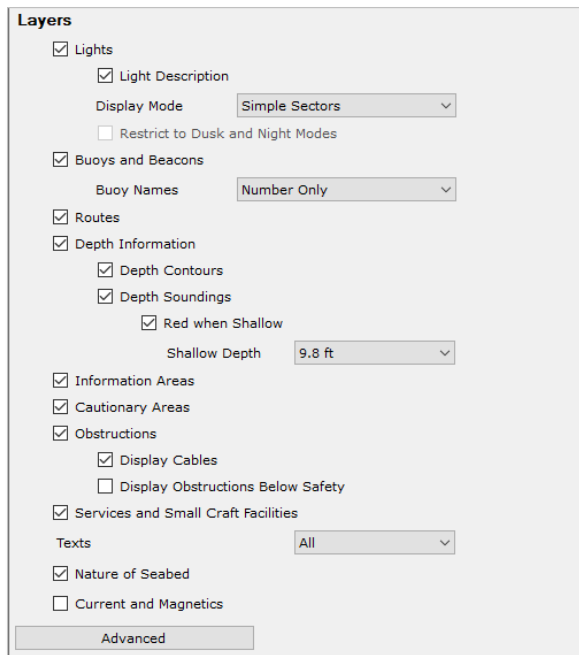 Layers
Lights
Light Description
Display Mode Simple Sectors
Restrict to Dusk and Night Modes
Buoys and Beacons
Buoy Names Number Only
Routes
Depth Information
Depth Contours
Depth Soundings
Red when Shallow
Shallow Depth 9.8 ft
Information Areas
Cautionary Areas
Obstructions
Display Cables
Display Obstructions Below Safety
Services and Small Craft Facilities
Texts All
Nature of Seabed
Current and Magnetics
Advanced